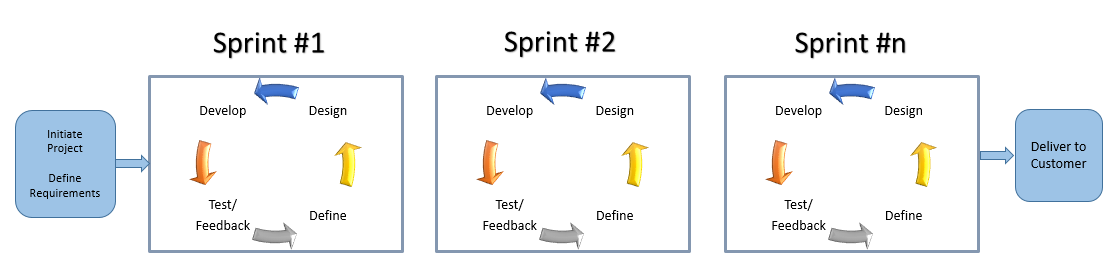 Sprint #1
Sprint #2
Sprint #n
Initiate
Project
Define
Requirements
Develop
Design
Test/
Feedback
Define
Develop
Design
Test/
Feedback
Define
Develop
Design
Test/
Feedback
Define
Deliver to
Customer